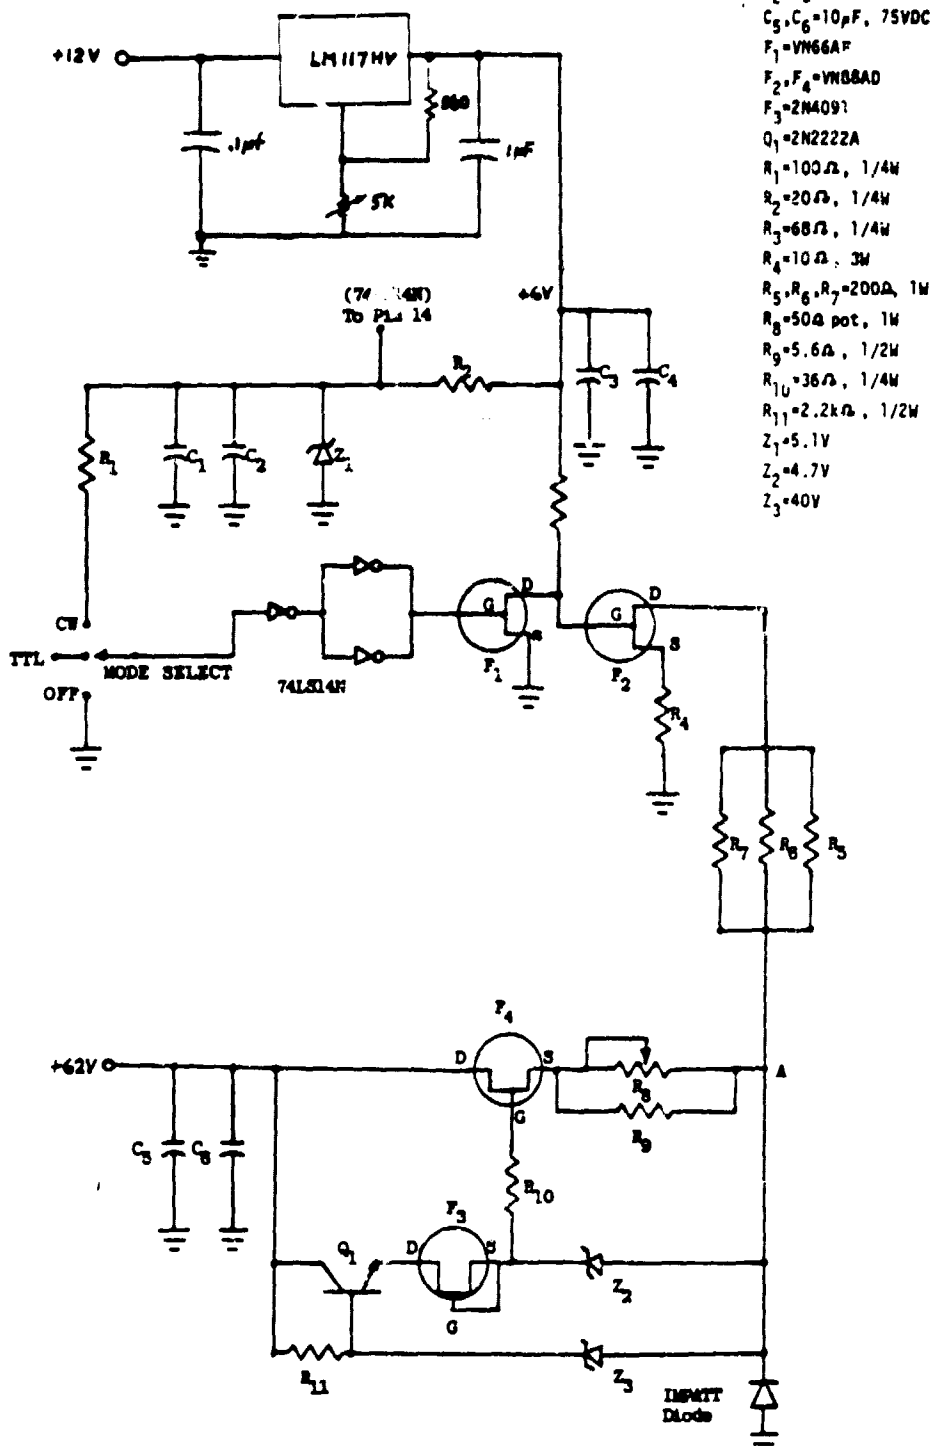 C5,C6=10µF, 75VDC
F1=VN66AF
F2,F4=VN88AD
F3=2N4091
Q1=2N2222A
R1=100Ω, 1/4W
R2=20Ω, 1/4W
R3=68Ω, 1/4W
R4=10Ω, 3W
R5,R6,R7=200Ω, 1W
R8=50Ω pot, 1W
R9=5.6Ω, 1/2W
R10=36Ω, 1/4W
R11=2.2kΩ, 1/2W
Z1=5.1V
Z2=4.7V
Z3=40V
+12V
LM117HV
.1µf
1µF
5K
+6V
To Pin 14
R2
C3
C4
R1
C1
C2
Z1
CW
TTL
MODE SELECT
OFF
74LS14N
G
D
S
F1
G
D
S
F2
R4
R7
R6
R5
F4
+62V
D
S
G
R8
R9
A
C5
C6
R10
F3
Q1
D
S
G
Z2
R11
Z3
IMPATT
Diode